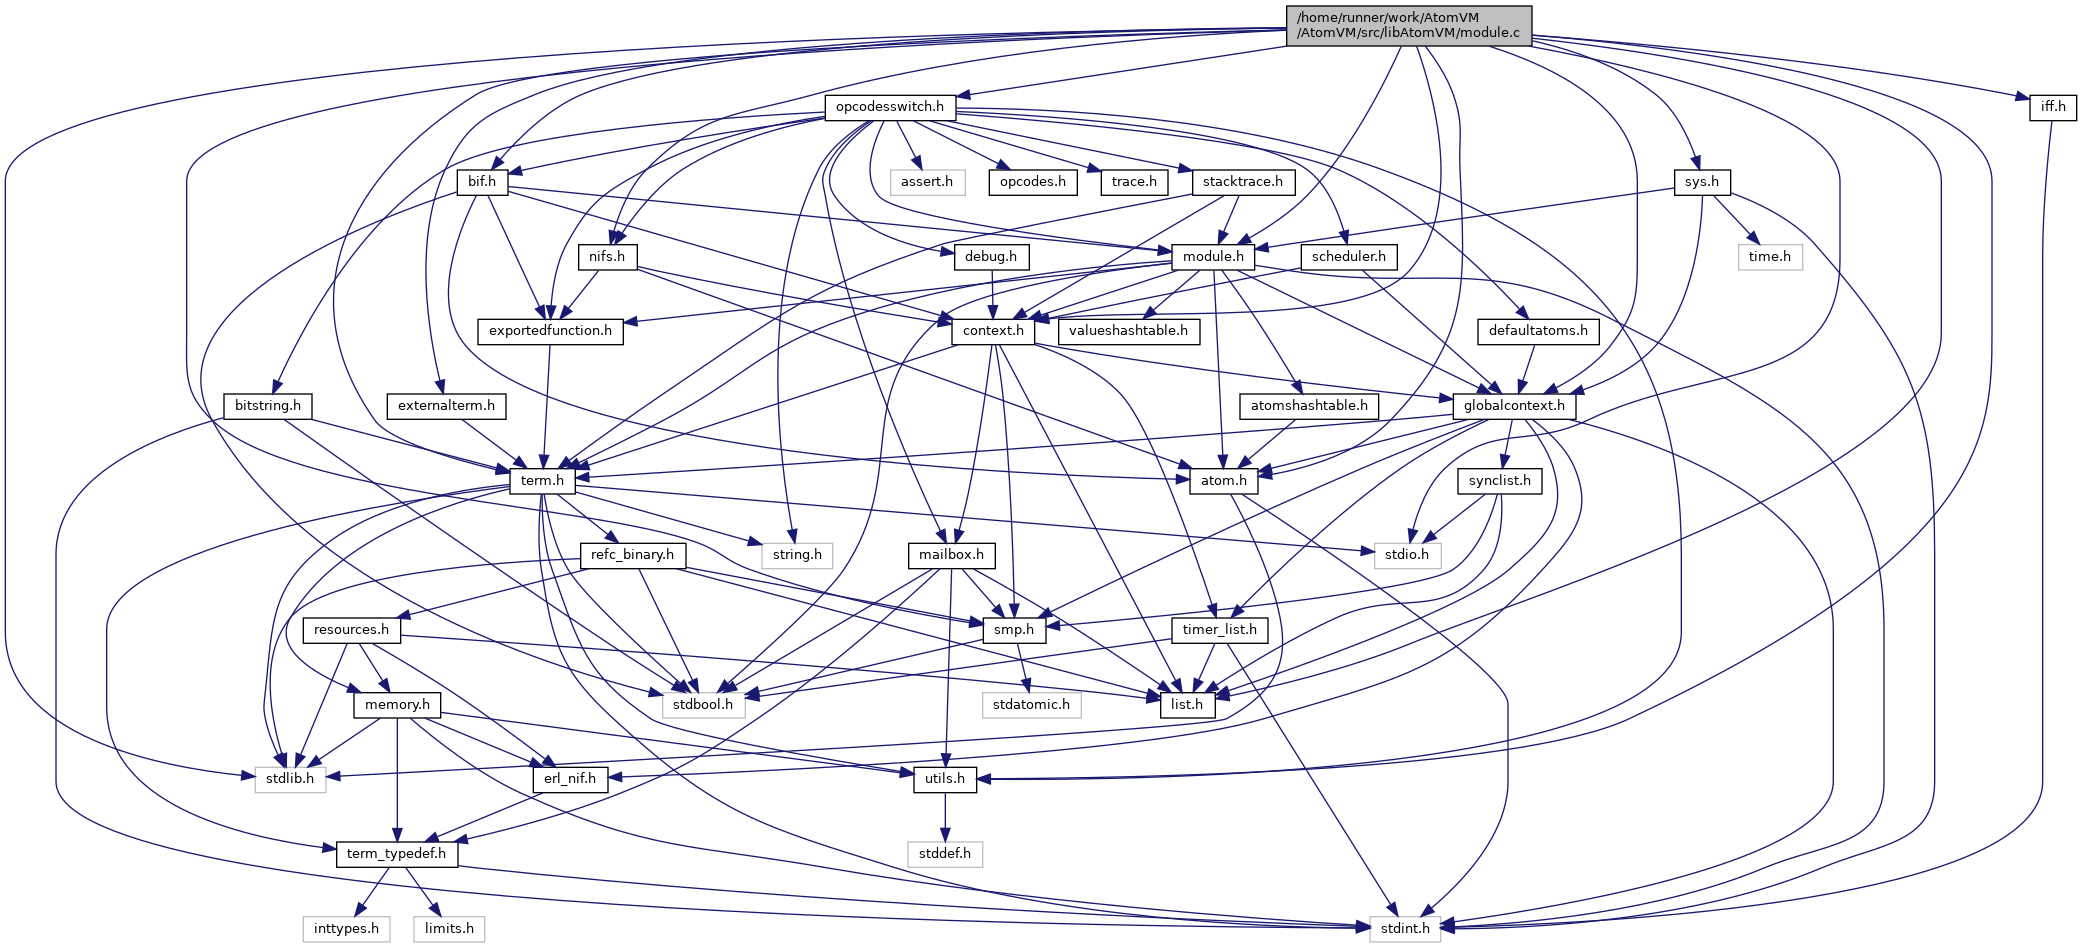 /home/runner/work/AtomVM
/AtomVM/src/libAtomVM/module.c
opcodesswitch.h
iff.h
bif.h
assert.h
opcodes.h
trace.h
stacktrace.h
sys.h
nifs.h
debug.h
module.h
scheduler.h
time.h
exportedfunction.h
context.h
valueshashtable.h
defaultatoms.h
bitstring.h
externalterm.h
atomshashtable.h
globalcontext.h
term.h
atom.h
synclist.h
refc_binary.h
string.h
mailbox.h
stdio.h
resources.h
smp.h
timer_list.h
memory.h
stdbool.h
stdatomic.h
list.h
stdlib.h
erl_nif.h
utils.h
term_typedef.h
stddef.h
inttypes.h
limits.h
stdint.h